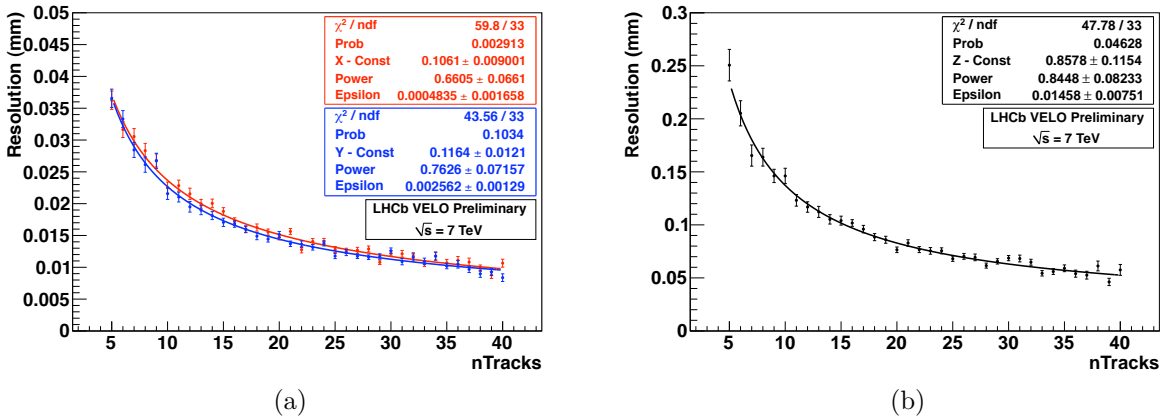 Resolution (mm)
0.05
0.045
0.04
0.035
0.03
0.025
0.02
0.015
0.01
0.005
0
5 10 15 20 25 30 35 40
nTracks
χ² / ndf 59.8 / 33
Prob 0.002913
X - Const 0.1061 ± 0.009001
Power 0.6605 ± 0.0661
Epsilon 0.0004835 ± 0.001658
χ² / ndf 43.56 / 33
Prob 0.1034
Y - Const 0.1164 ± 0.0121
Power 0.7626 ± 0.07157
Epsilon 0.002562 ± 0.00129
LHCb VELO Preliminary
√s = 7 TeV
(a)
Resolution (mm)
0.3
0.25
0.2
0.15
0.1
0.05
0
5 10 15 20 25 30 35 40
nTracks
χ² / ndf 47.78 / 33
Prob 0.04628
Z - Const 0.8578 ± 0.1154
Power 0.8448 ± 0.08233
Epsilon 0.01458 ± 0.00751
LHCb VELO Preliminary
√s = 7 TeV
(b)